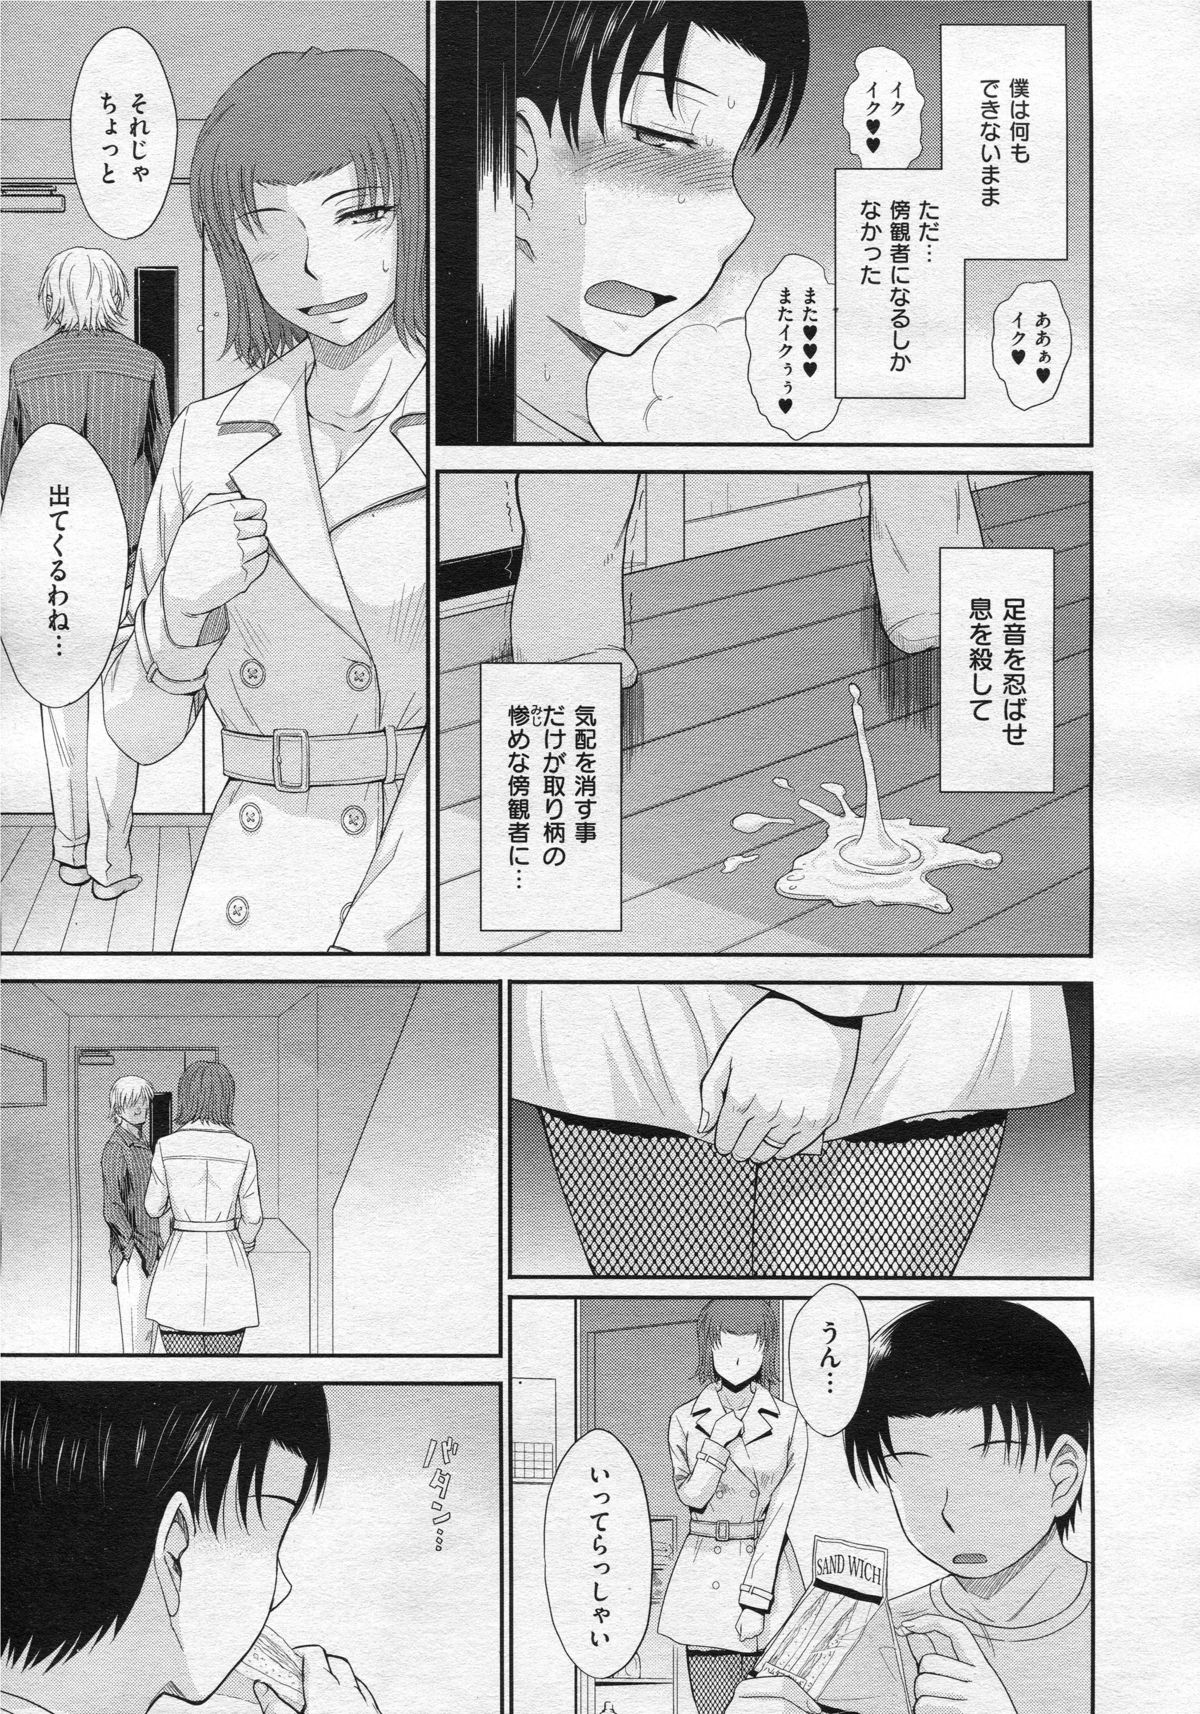 僕は何も
できないまま
ただ…
傍観者になるしか
なかった
イク
イク♥♥
ああぁ♥
イク♥
また♥♥♥
またイクぅぅ♥
足音を忍ばせ
息を殺して
気配を消す事
だけが取り柄の
惨めな傍観者に…
みじ
それじゃ
ちょっと
出てくるわね…
うん…
いってらっしゃい
SAND WICH
バタン…